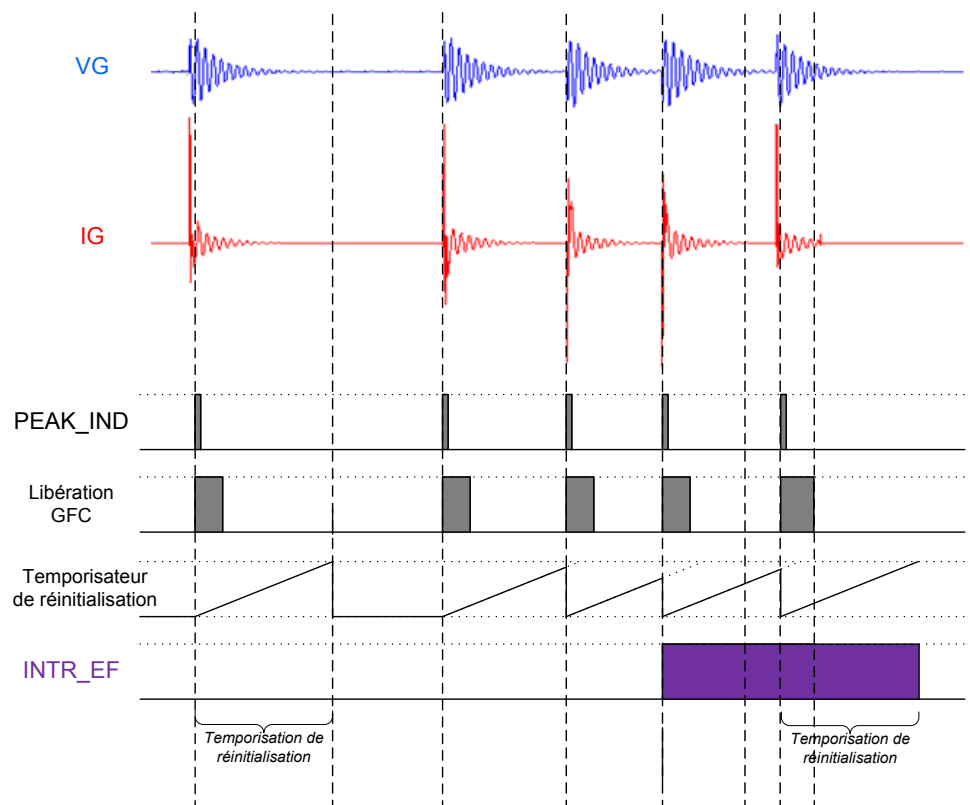 VG
IG
PEAK_IND
Libération
GFC
Temporisateur
de réinitialisation
INTR_EF
Temporisation de
réinitialisation
Temporisation de
réinitialisation